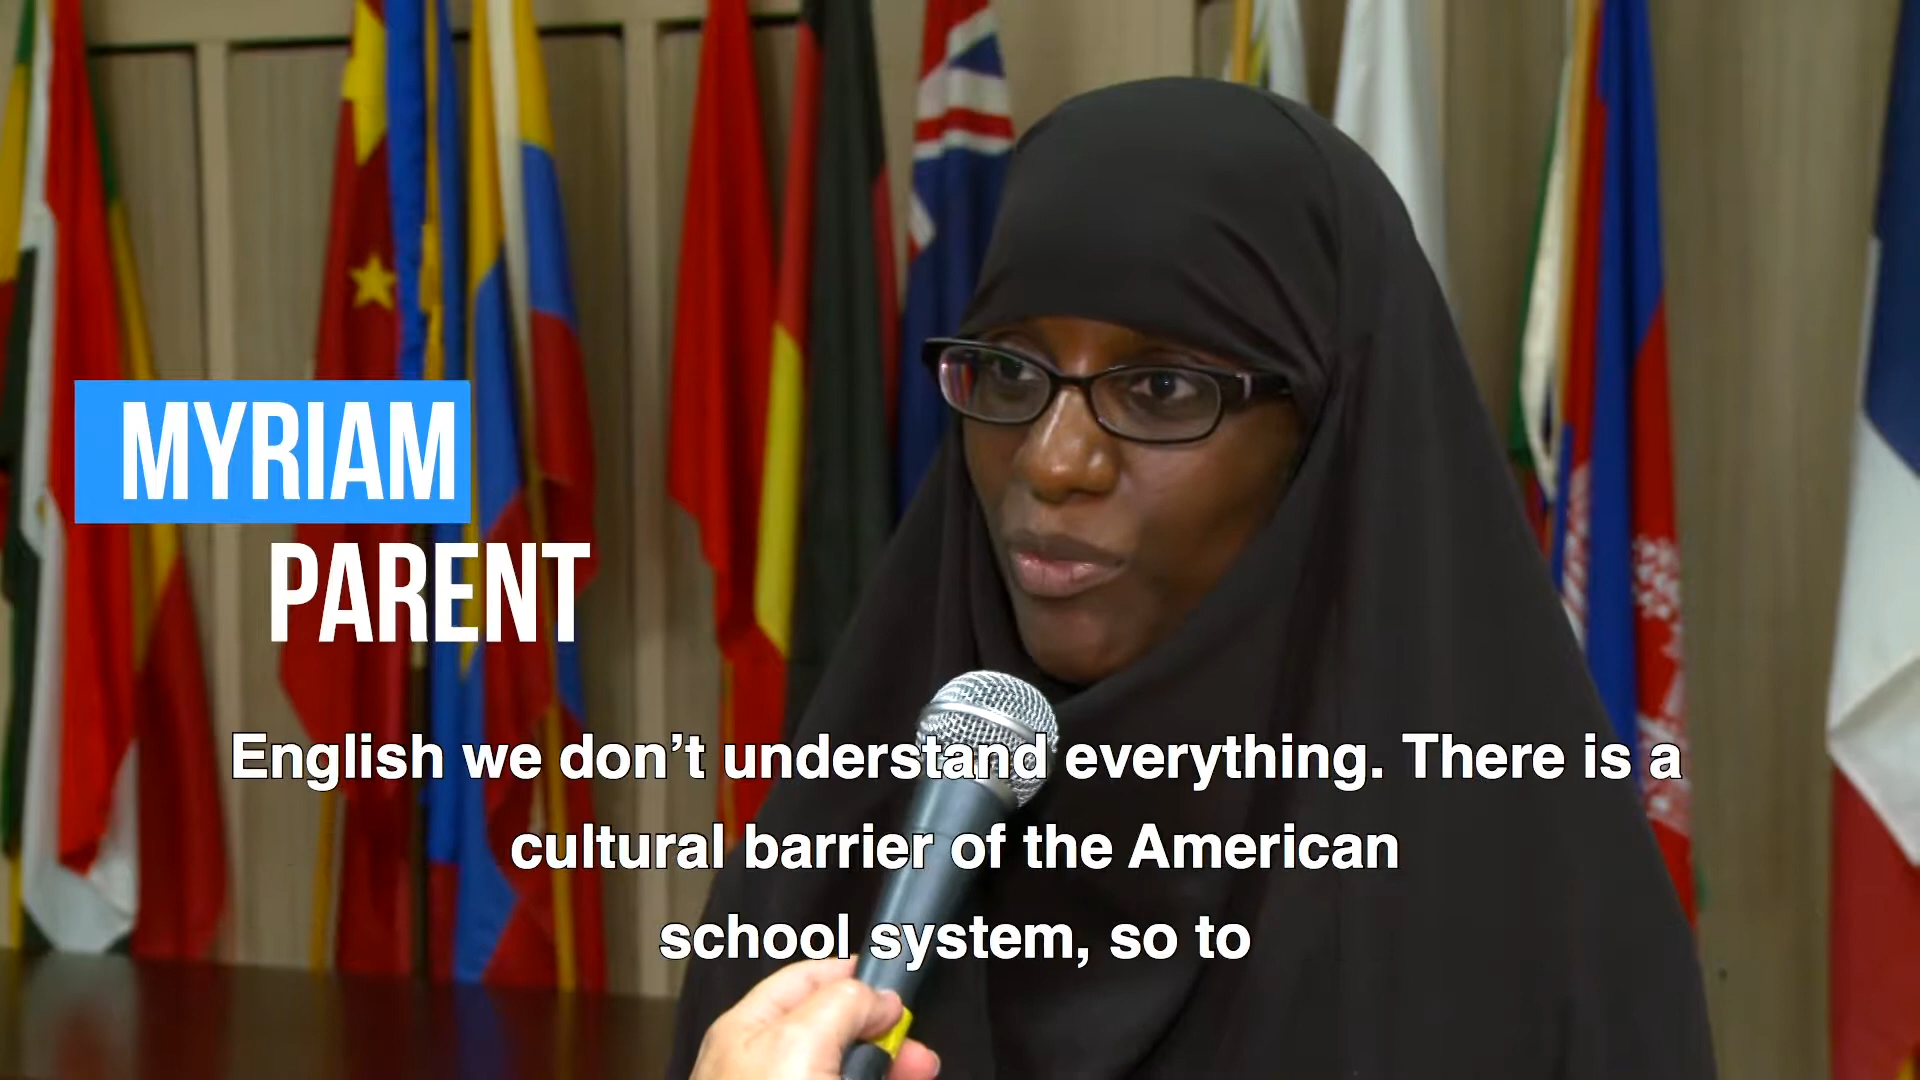 MYRIAM
PARENT
English we don’t understand everything. There is a
cultural barrier of the American
school system, so to